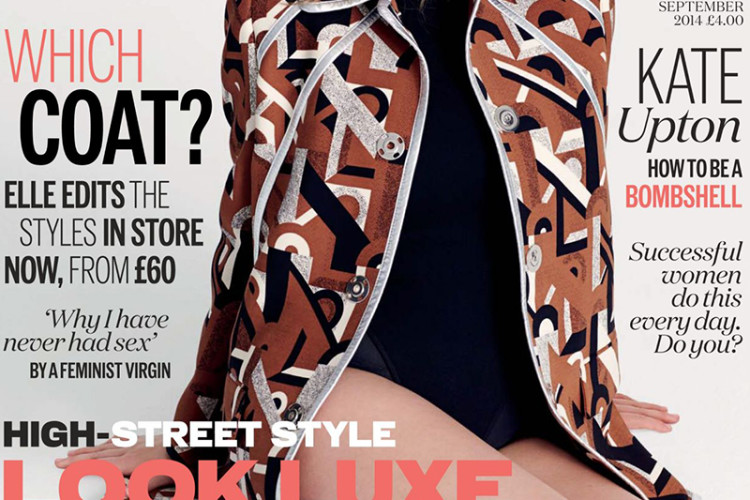 SEPTEMBER
2014 £4.00
WHICH
COAT?
ELLE EDITS THE
STYLES IN STORE
NOW, FROM £60
‘Why I have
never had sex’
BY A FEMINIST VIRGIN
KATE
Upton
HOW TO BE A
BOMBSHELL
Successful
women
do this
every day.
Do you?
HIGH-STREET STYLE
LOOK LUXE